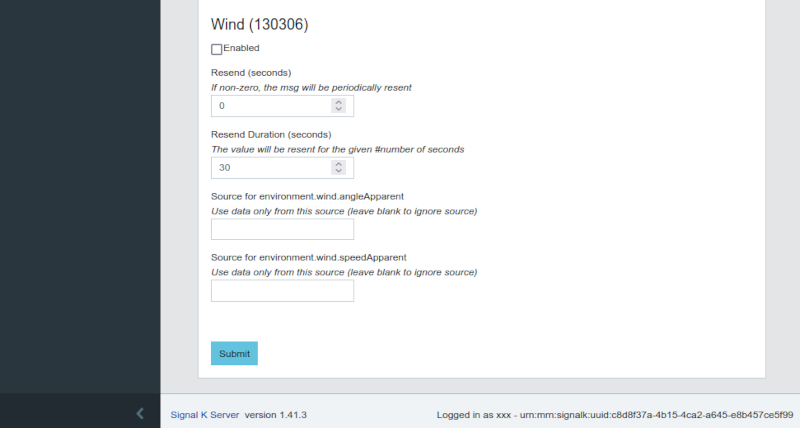 Wind (130306)
Enabled
Resend (seconds)
If non-zero, the msg will be periodically resent
0
Resend Duration (seconds)
The value will be resent for the given #number of seconds
30
Source for environment.wind.angleApparent
Use data only from this source (leave blank to ignore source)
Source for environment.wind.speedApparent
Use data only from this source (leave blank to ignore source)
Submit
Signal K Server version 1.41.3
Logged in as xxx - urn:mrn:signalk:uuid:c8d8f37a-4b15-4ca2-a645-e8b457ce5f99